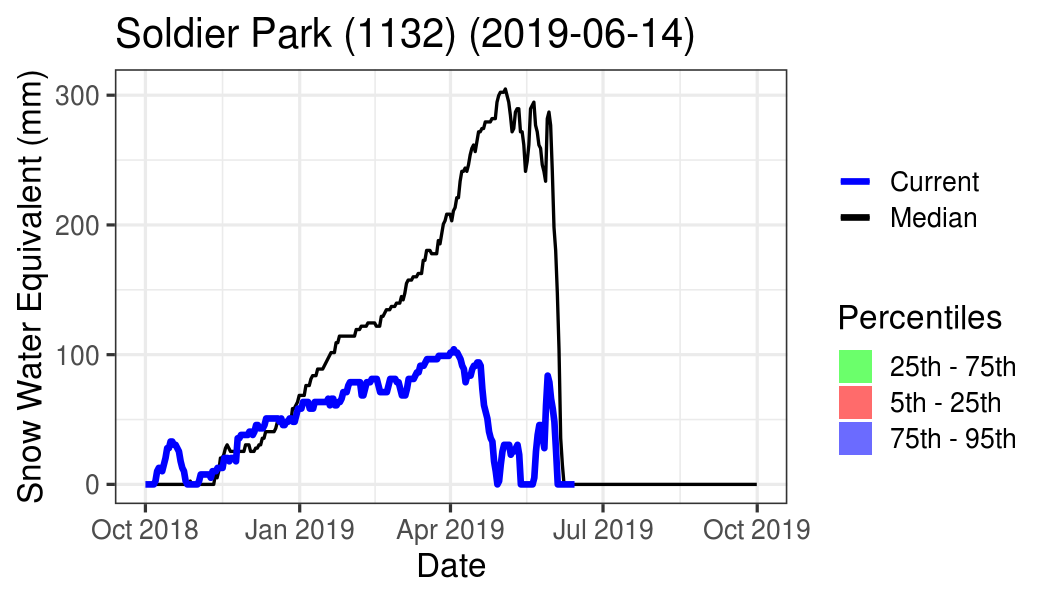 Soldier Park (1132) (2019-06-14)
Snow Water Equivalent (mm)
300
200
100
0
Oct 2018
Jan 2019
Apr 2019
Jul 2019
Oct 2019
Date
Current
Median
Percentiles
25th - 75th
5th - 25th
75th - 95th